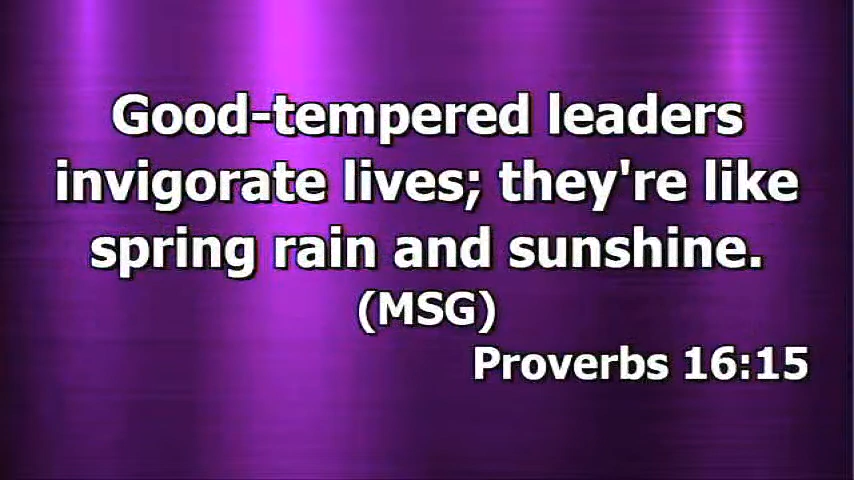 Good-tempered leaders
invigorate lives; they're like
spring rain and sunshine.
(MSG)
Proverbs 16:15